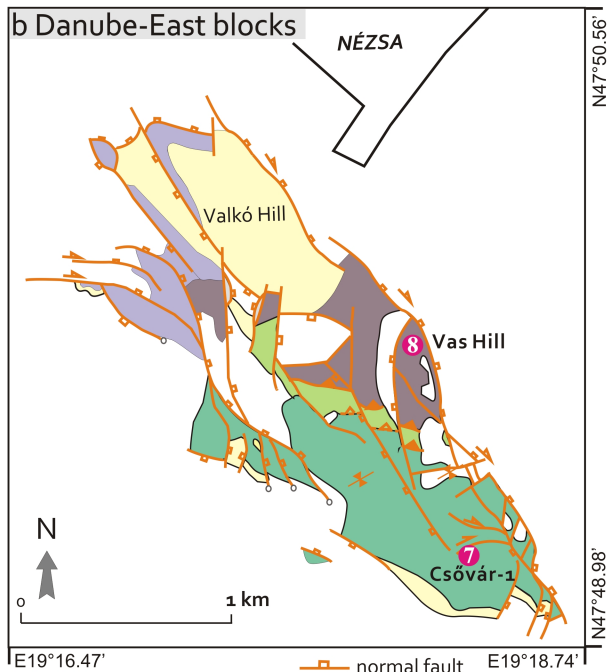 b Danube-East blocks
NÉZSA
N47°50.56'
Valkó Hill
8 Vas Hill
7
Csővár-1
N
0 1 km
N47°48.98'
E19°16.47' E19°18.74'
normal fault